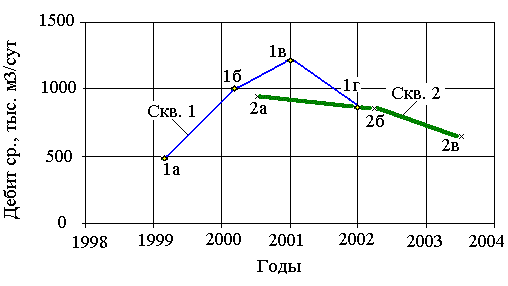 Дебит ср., тыс. м3/сут
1500
1000
500
0
1998 1999 2000 2001 2002 2003 2004
Годы
Скв. 1
1а
1б
1в
1г
Скв. 2
2а
2б
2в